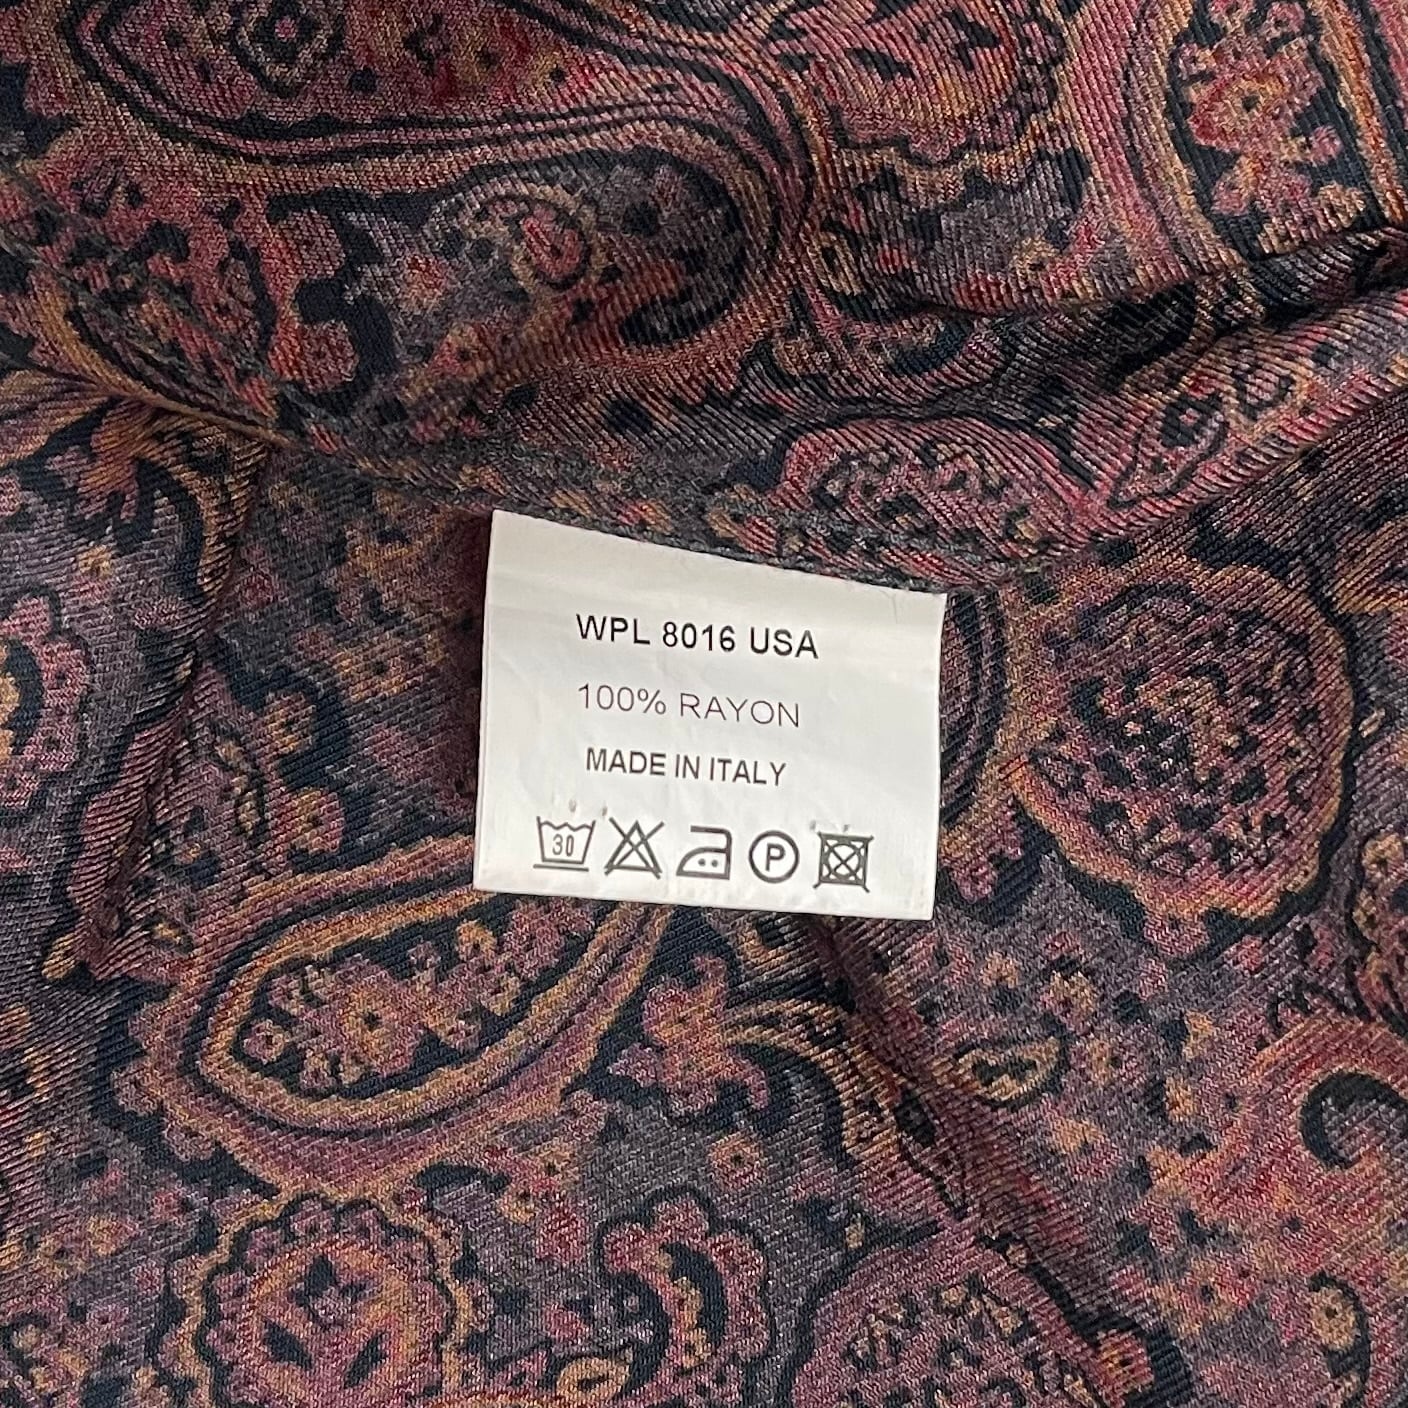 WPL 8016 USA
100% RAYON
MADE IN ITALY
30 P